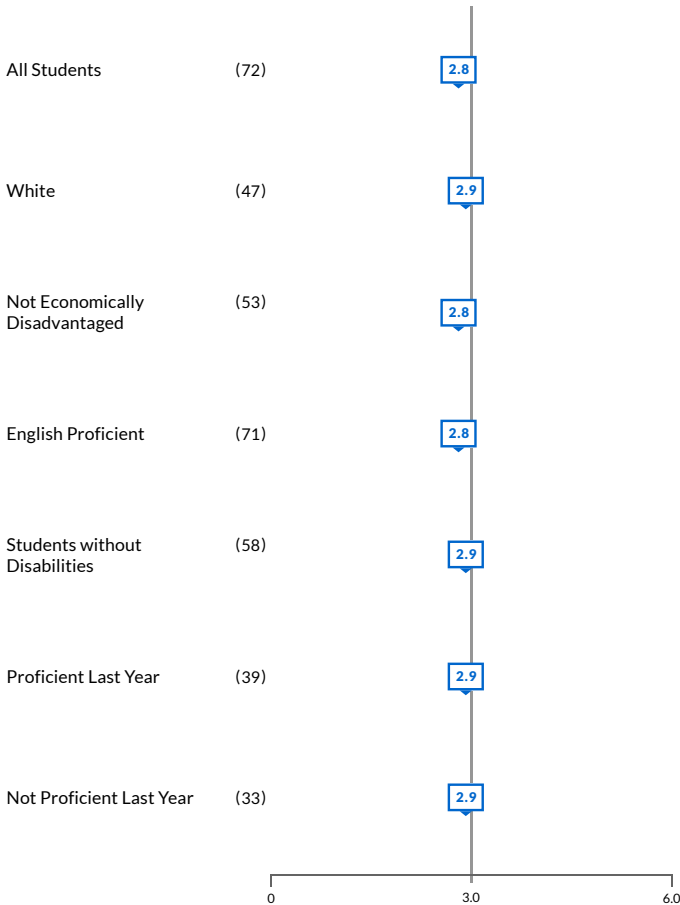 All Students (72) 2.8
White (47) 2.9
Not Economically (53)
Disadvantaged 2.8
English Proficient (71) 2.8
Students without (58)
Disabilities 2.9
Proficient Last Year (39) 2.9
Not Proficient Last Year (33) 2.9
0 3.0 6.0